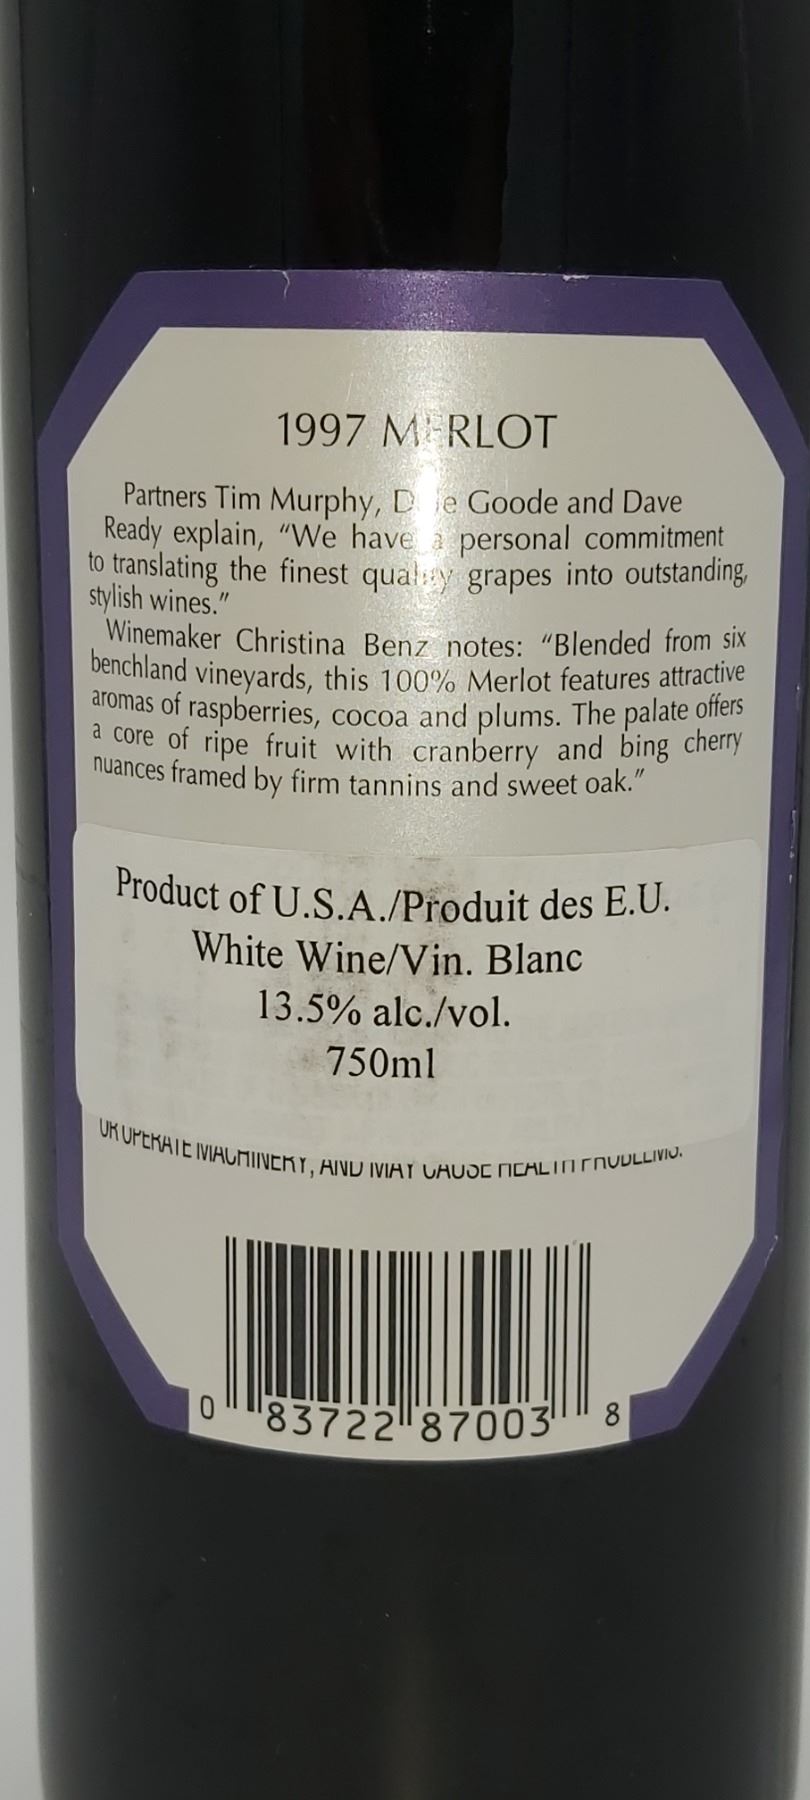 1997 MERLOT
Partners Tim Murphy, Dale Goode and Dave
Ready explain, "We have a personal commitment
to translating the finest quality grapes into outstanding,
stylish wines."
Winemaker Christina Benz notes: "Blended from six
benchland vineyards, this 100% Merlot features attractive
aromas of raspberries, cocoa and plums. The palate offers
a core of ripe fruit with cranberry and bing cherry
nuances framed by firm tannins and sweet oak."
Product of U.S.A./Produit des E.U.
White Wine/Vin. Blanc
13.5% alc./vol.
750ml
OR OPERATE MACHINERY, AND MAY CAUSE HEALTH PROBLEMS.
0 83722 87003 8